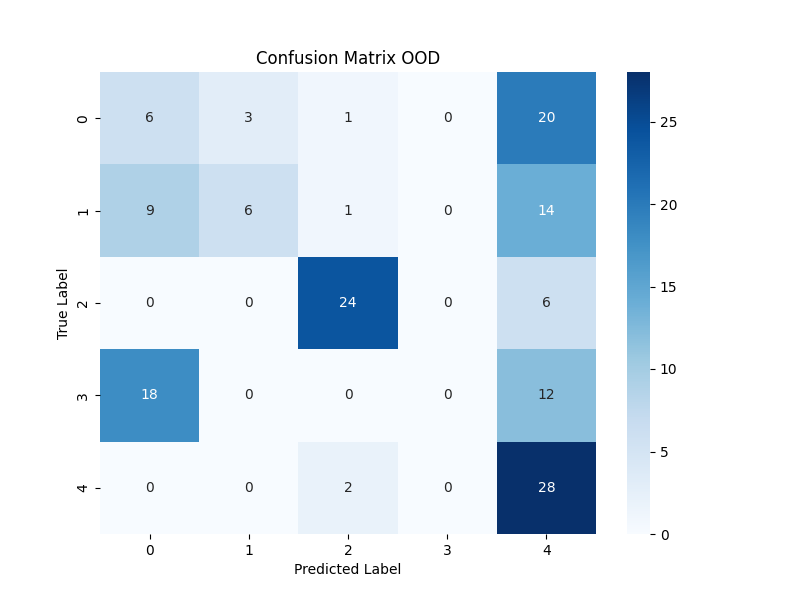 Confusion Matrix OOD
0 6 3 1 0 20
1 9 6 1 0 14
2 0 0 24 0 6
3 18 0 0 0 12
4 0 0 2 0 28
0 1 2 3 4
Predicted Label
True Label
25
20
15
10
5
0